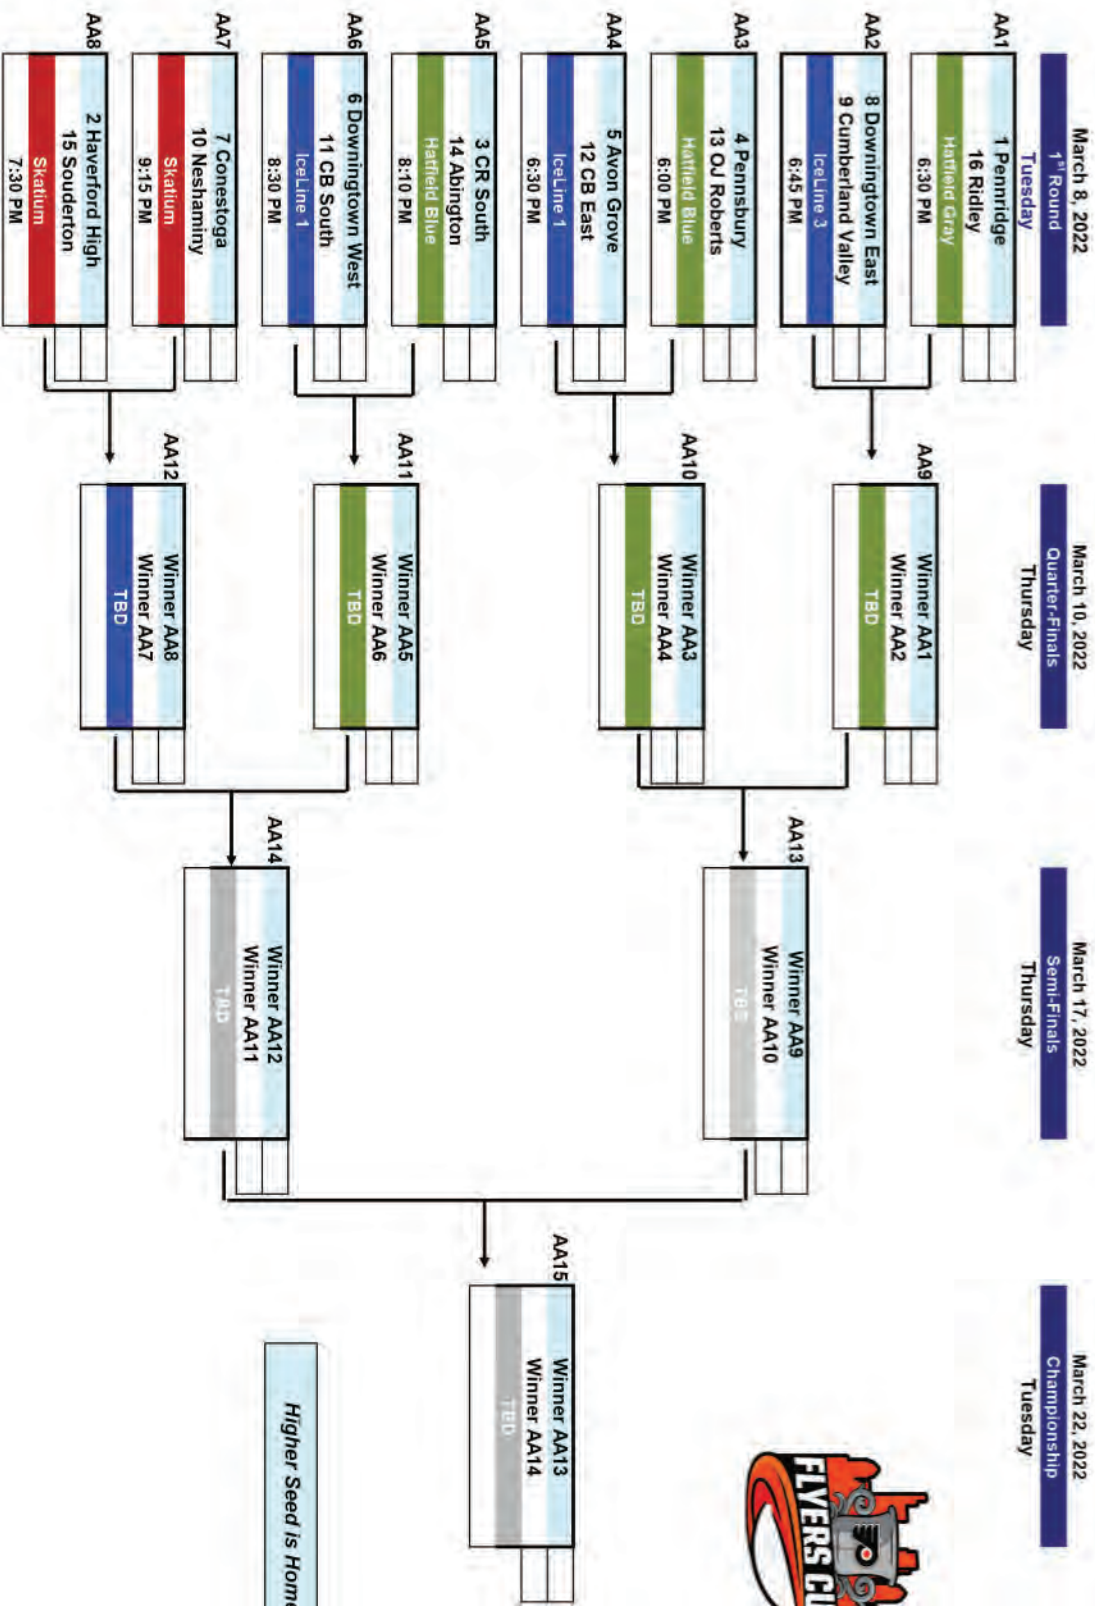 March 8, 2022
1st Round
Tuesday
March 10, 2022
Quarter-Finals
Thursday
March 17, 2022
Semi-Finals
Thursday
March 22, 2022
Championship
Tuesday
AA1
1 Pennridge
16 Ridley
Hatfield Gray
6:30 PM
AA2
8 Downingtown East
9 Cumberland Valley
IceLine 3
6:45 PM
AA3
4 Pennsbury
13 OJ Roberts
Hatfield Blue
6:00 PM
AA4
5 Avon Grove
12 CB East
IceLine 1
6:30 PM
AA5
3 CR South
14 Abington
Hatfield Blue
8:10 PM
AA6
6 Downingtown West
11 CB South
IceLine 1
8:30 PM
AA7
7 Conestoga
10 Neshaminy
Skatium
9:15 PM
AA8
2 Haverford High
15 Souderton
Skatium
7:30 PM
AA9
Winner AA1
Winner AA2
TBD
AA10
Winner AA3
Winner AA4
TBD
AA11
Winner AA5
Winner AA6
TBD
AA12
Winner AA8
Winner AA7
TBD
AA13
Winner AA9
Winner AA10
TBD
AA14
Winner AA12
Winner AA11
TBD
AA15
Winner AA13
Winner AA14
TBD
FLYERS CU
Higher Seed is Home